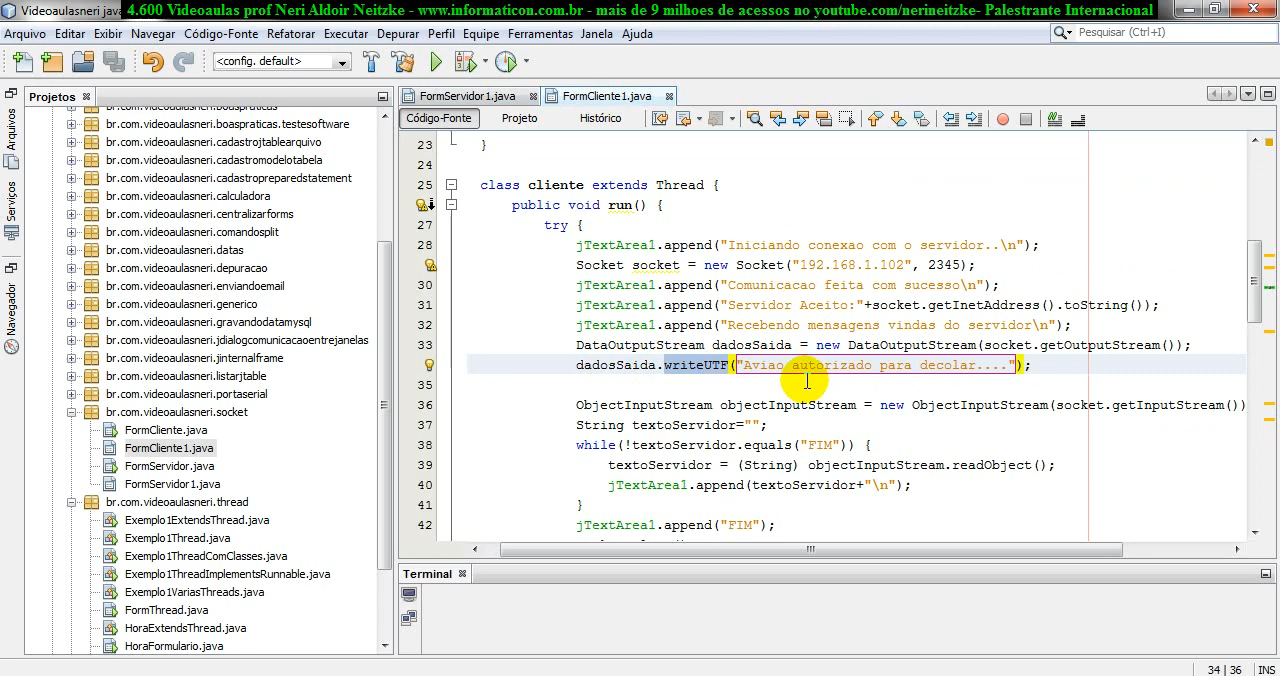 Videoaulasneri java
4.600 Videoaulas prof Neri Aldoir Neitzke - www.informaticon.com.br - mais de 9 milhoes de acessos no youtube.com/nerineitzke- Palestrante Internacional
Arquivo Editar Exibir Navegar Código-Fonte Refatorar Executar Depurar Perfil Equipe Ferramentas Janela Ajuda
Pesquisar (Ctrl+I)
<config. default>
Projetos
FormServidor1.java
FormCliente1.java
Código-Fonte Projeto Histórico
Arquivos
Serviços
Navegador
br.com.videoaulasneri.boaspraticas
br.com.videoaulasneri.boaspraticas.testesoftware
br.com.videoaulasneri.cadastrojtablearquivo
br.com.videoaulasneri.cadastromodelotabela
br.com.videoaulasneri.cadastropreparedstatement
br.com.videoaulasneri.calculadora
br.com.videoaulasneri.centralizarforms
br.com.videoaulasneri.comandosplit
br.com.videoaulasneri.datas
br.com.videoaulasneri.depuracao
br.com.videoaulasneri.enviandoemail
br.com.videoaulasneri.generico
br.com.videoaulasneri.gravandodatamysql
br.com.videoaulasneri.jdialogcomunicacaoentrejanelas
br.com.videoaulasneri.jinternalframe
br.com.videoaulasneri.listarjtable
br.com.videoaulasneri.portaserial
br.com.videoaulasneri.socket
FormCliente.java
FormCliente1.java
FormServidor.java
FormServidor1.java
br.com.videoaulasneri.thread
Exemplo1ExtendsThread.java
Exemplo1Thread.java
Exemplo1ThreadComClasses.java
Exemplo1ThreadImplementsRunnable.java
Exemplo1VariasThreads.java
FormThread.java
HoraExtendsThread.java
HoraFormulario.java
23 }
24
25 class cliente extends Thread {
public void run() {
27 try {
28 jTextArea1.append("Iniciando conexao com o servidor..\n");
Socket socket = new Socket("192.168.1.102", 2345);
30 jTextArea1.append("Comunicacao feita com sucesso\n");
31 jTextArea1.append("Servidor Aceito:"+socket.getInetAddress().toString());
32 jTextArea1.append("Recebendo mensagens vindas do servidor\n");
33 DataOutputStream dadosSaida = new DataOutputStream(socket.getOutputStream());
dadosSaida.writeUTF("Aviao autorizado para decolar....");
35
36 ObjectInputStream objectInputStream = new ObjectInputStream(socket.getInputStream())
37 String textoServidor="";
38 while(!textoServidor.equals("FIM")) {
39 textoServidor = (String) objectInputStream.readObject();
40 jTextArea1.append(textoServidor+"\n");
41 }
42 jTextArea1.append("FIM");
Terminal
34 | 36 INS